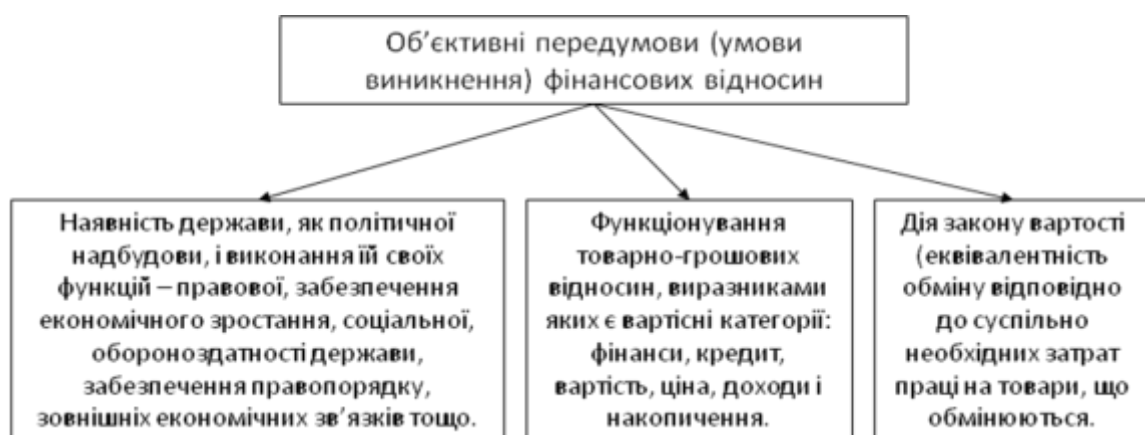 Об’єктивні передумови (умови
виникнення) фінансових відносин
Наявність держави, як політичної
надбудови, і виконання їй своїх
функцій – правової, забезпечення
економічного зростання, соціальної,
обороноздатності держави,
забезпечення правопорядку,
зовнішніх економічних зв’язків тощо.
Функціонування
товарно-грошових
відносин, виразниками
яких є вартісні категорії:
фінанси, кредит,
вартість, ціна, доходи і
накопичення.
Дія закону вартості
(еквівалентність
обміну відповідно
до суспільно
необхідних затрат
праці на товари, що
обмінюються.